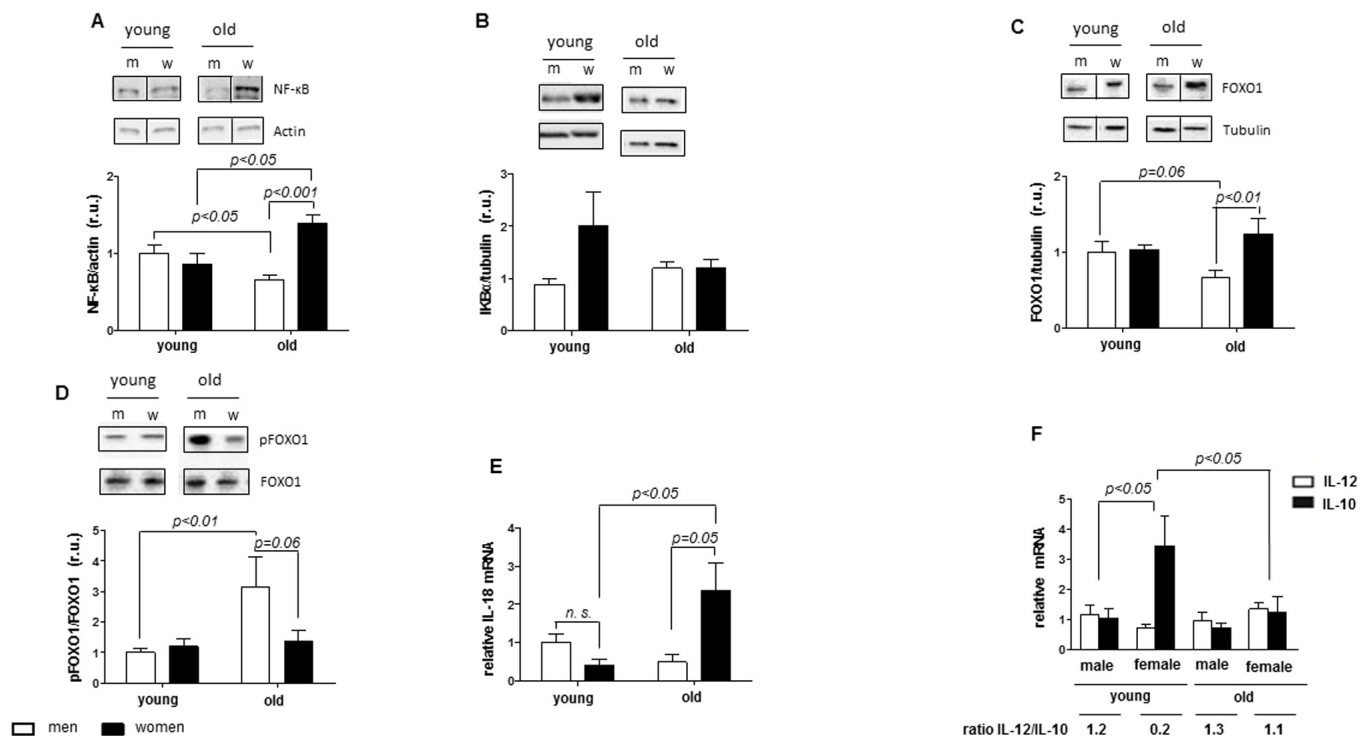 A
young old
m w m w
NF-κB
Actin
p<0.05
p<0.001
p<0.05
NF-κB/actin (r.u.)
2
1
0
young old
B
young old
m w m w
IKBα/tubulin (r.u.)
3
2
1
0
young old
C
young old
m w m w
FOXO1
Tubulin
p=0.06
p<0.01
FOXO1/tubulin (r.u.)
2
1
0
young old
D
young old
m w m w
pFOXO1
FOXO1
p<0.01
p=0.06
pFOXO1/FOXO1 (r.u.)
5
4
3
2
1
0
young old
men women
E
p<0.05
p=0.05
n. s.
relative IL-18 mRNA
4
3
2
1
0
young old
F
p<0.05
p<0.05
IL-12
IL-10
relative mRNA
5
4
3
2
1
0
male female male female
young old
ratio IL-12/IL-10 1.2 0.2 1.3 1.1